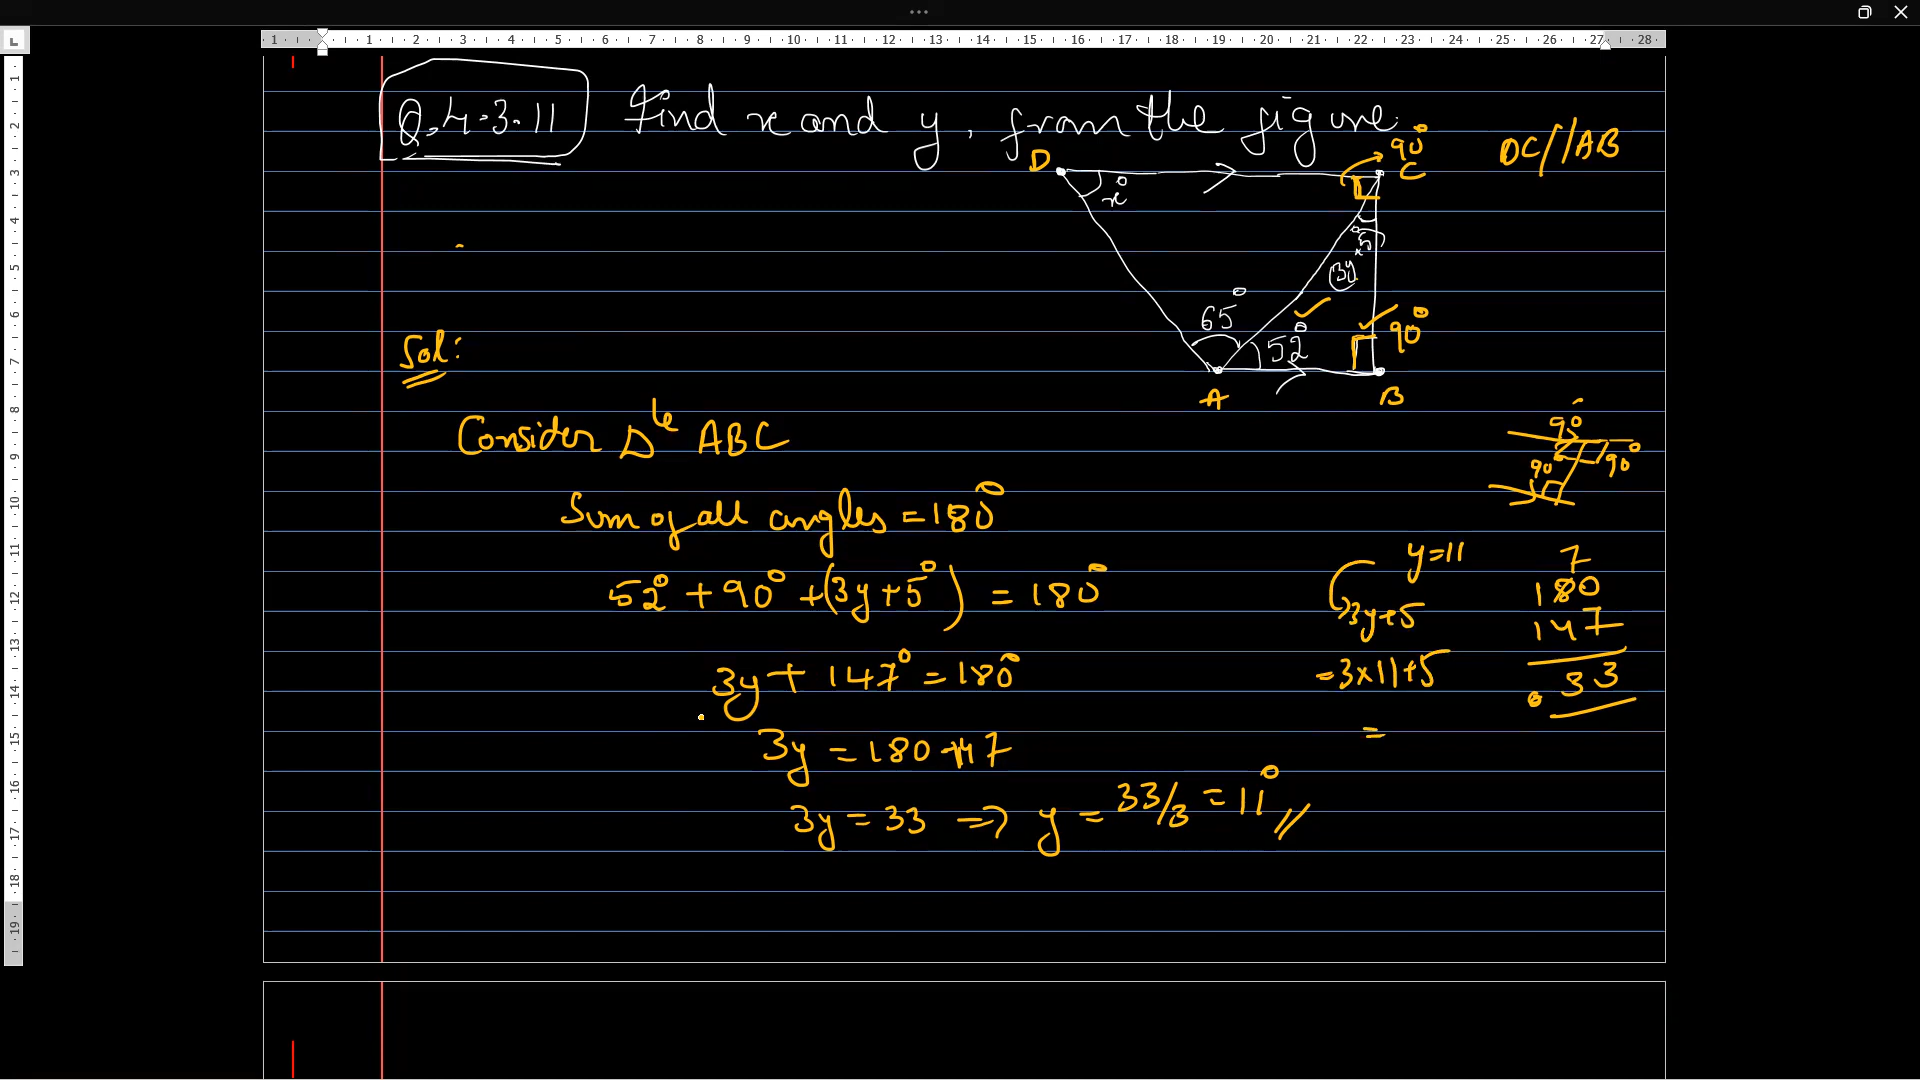 Q.4.3.11 Find x and y, from the figure.
90°
DC//AB
D
C
x°
3y+5°
65°
52°
90°
A
B
Sol:
Consider Δle ABC
90°
90°
90°
Sum of all angles = 180°
52° + 90° + (3y+5°) = 180°
3y + 147° = 180°
3y = 180-147
3y = 33 => y = 33/3 = 11°//
y=11
3y+5
=3x11+5
=
7
180
147
33